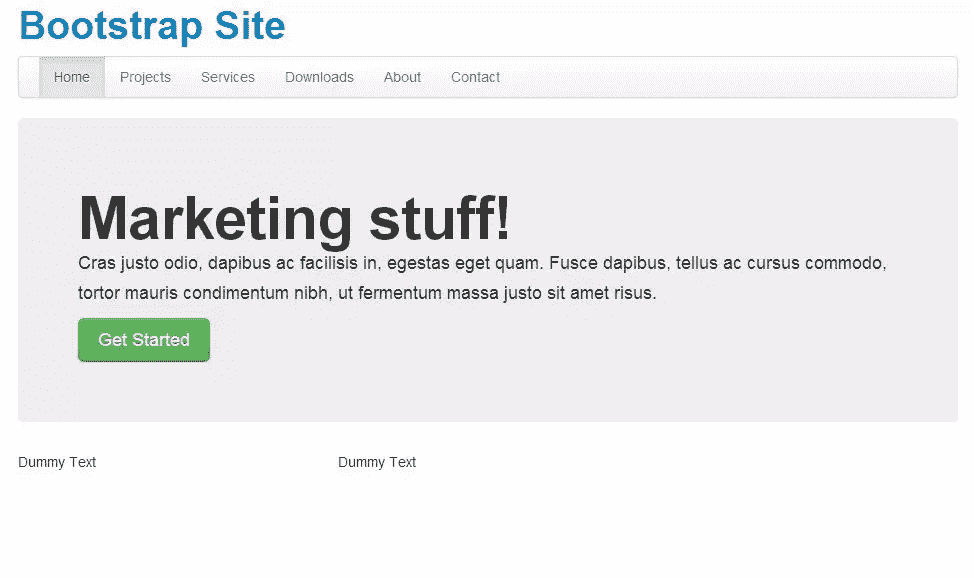 Bootstrap Site
Home Projects Services Downloads About Contact
Marketing stuff!
Cras justo odio, dapibus ac facilisis in, egestas eget quam. Fusce dapibus, tellus ac cursus commodo,
tortor mauris condimentum nibh, ut fermentum massa justo sit amet risus.
Get Started
Dummy Text Dummy Text